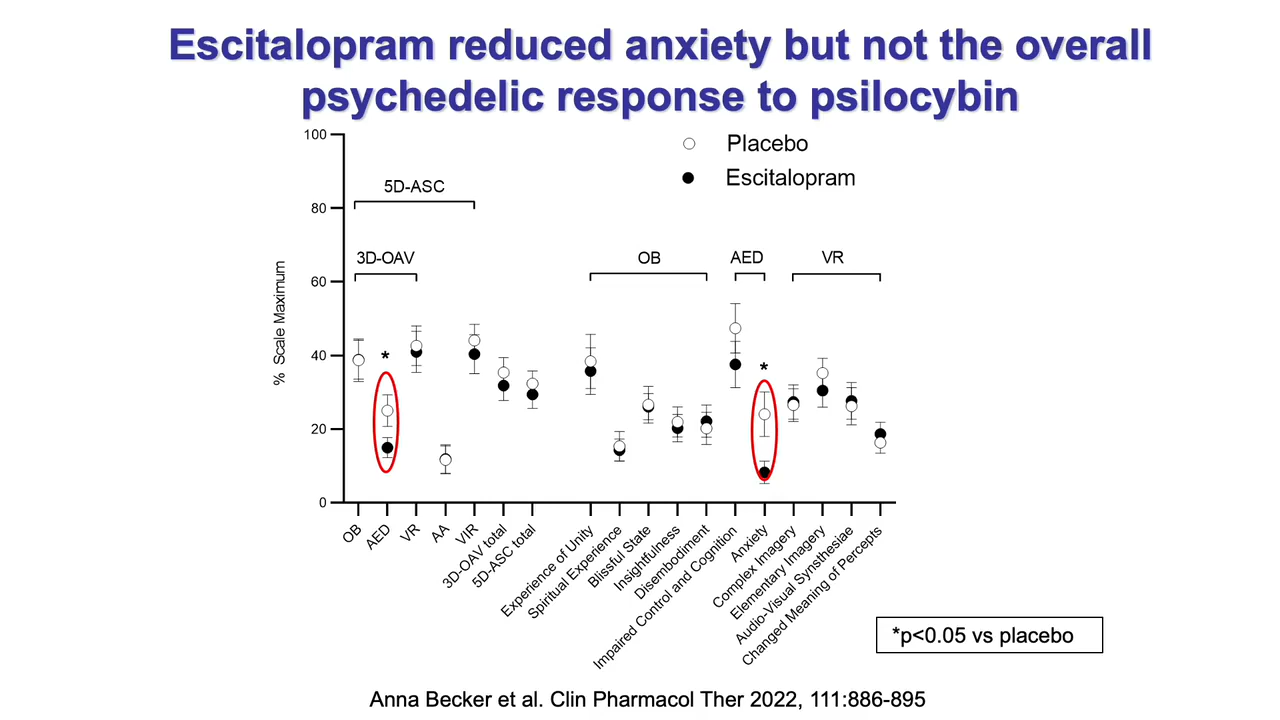 Escitalopram reduced anxiety but not the overall
psychedelic response to psilocybin
100
80
60
40
20
0
% Scale Maximum
Placebo
Escitalopram
5D-ASC
3D-OAV
OB
AED
VR
*
*
OB
AED
VR
AA
VIR
3D-OAV total
5D-ASC total
Experience of Unity
Spiritual Experience
Blissful State
Insightfulness
Disembodiment
Impaired Control and Cognition
Anxiety
Complex Imagery
Elementary Imagery
Audio-Visual Synsthesiae
Changed Meaning of Percepts
*p<0.05 vs placebo
Anna Becker et al. Clin Pharmacol Ther 2022, 111:886-895